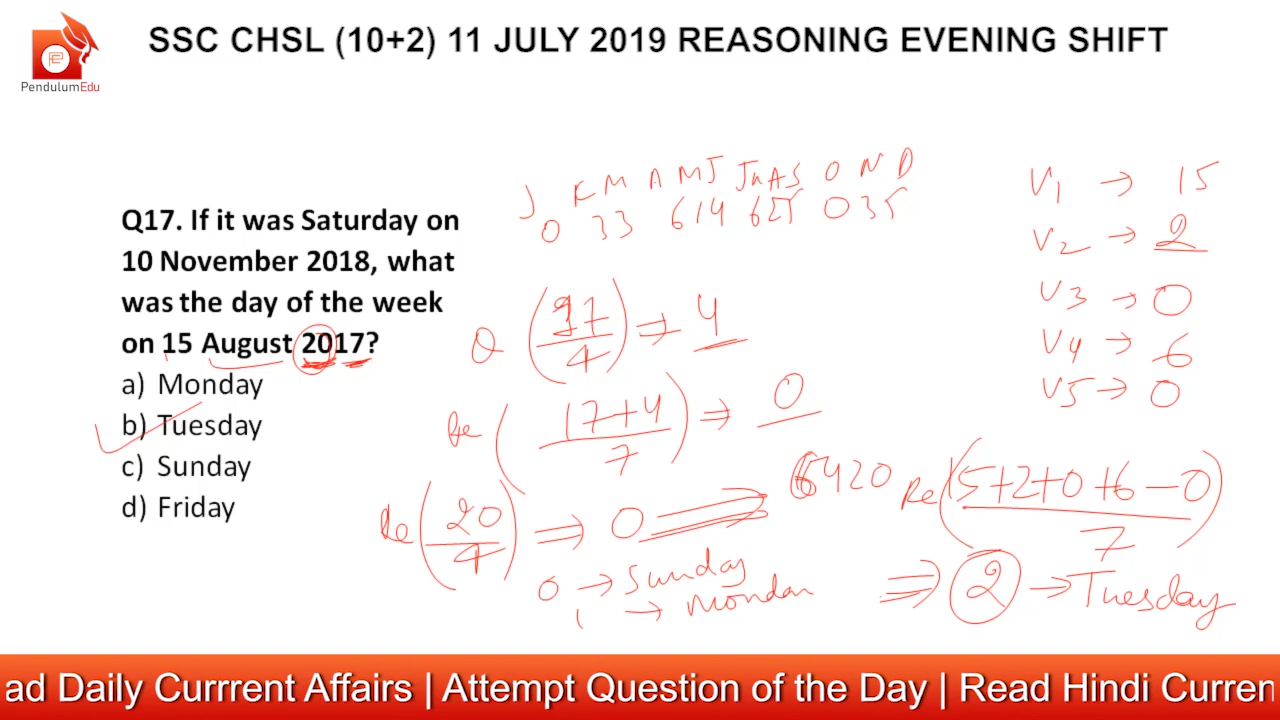 SSC CHSL (10+2) 11 JULY 2019 REASONING EVENING SHIFT
PendulumEdu
Q17. If it was Saturday on
10 November 2018, what
was the day of the week
on 15 August 2017?
a) Monday
b) Tuesday
c) Sunday
d) Friday
J F M A M J Ju A S O N D
0 3 3 6 1 4 6 2 5 0 3 5
Q (17/4) ⇒ 4
Re (17+4/7) ⇒ 0
Re (20/4) ⇒ 0
6420
0 → Sunday
1 → Monday
V1 → 15
V2 → 2
V3 → 0
V4 → 6
V5 → 0
Re (15+2+0+6-0/7)
⇒ 2 → Tuesday
ad Daily Currrent Affairs | Attempt Question of the Day | Read Hindi Curren